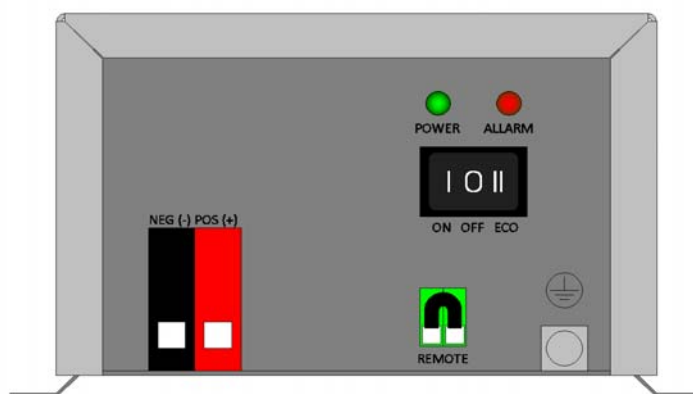 POWER ALLARM
I O II
ON OFF ECO
NEG (-) POS (+)
REMOTE